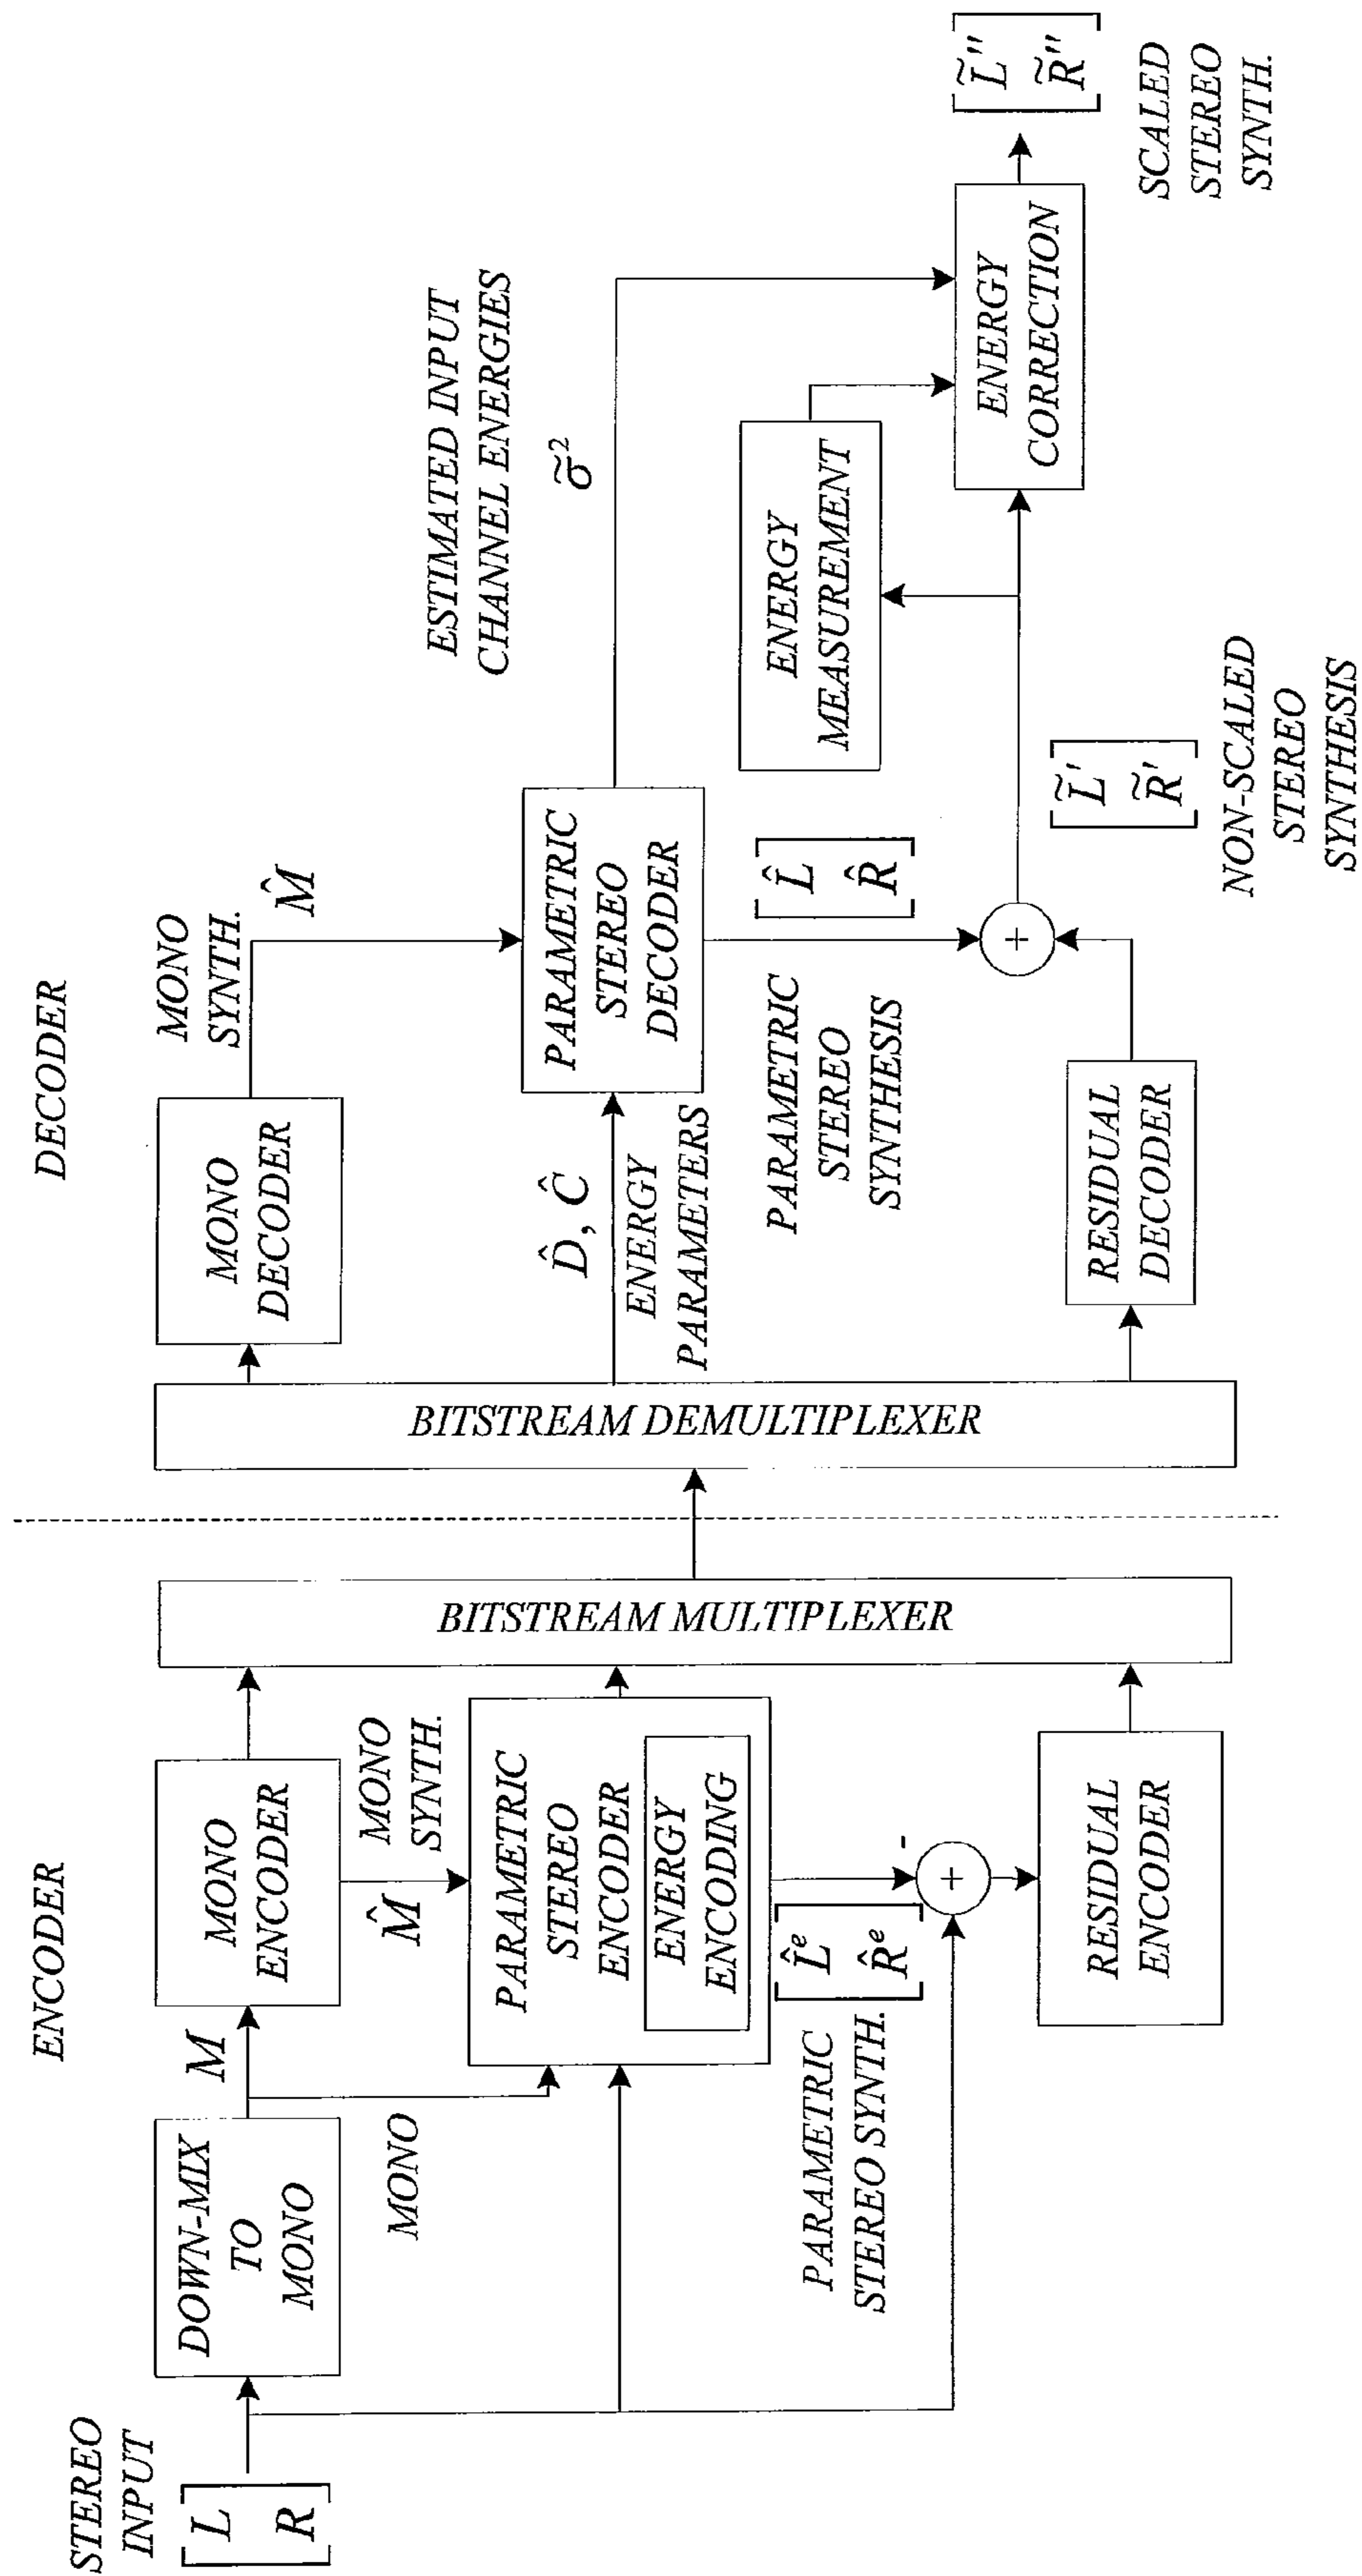 ENCODER
STEREO
INPUT
[L
R]
DOWN-MIX
TO
MONO
M
MONO
MONO
ENCODER
M̂
MONO
SYNTH.
PARAMETRIC
STEREO
ENCODER
ENERGY
ENCODING
PARAMETRIC
STEREO SYNTH.
[L̂ᵉ
R̂ᵉ]
-
+
RESIDUAL
ENCODER
BITSTREAM MULTIPLEXER
DECODER
BITSTREAM DEMULTIPLEXER
MONO
DECODER
MONO
SYNTH.
M̂
D̂, Ĉ
ENERGY
PARAMETERS
PARAMETRIC
STEREO
DECODER
PARAMETRIC
STEREO
SYNTHESIS
[L̂
R̂]
RESIDUAL
DECODER
+
[L̃'
R̃']
NON-SCALED
STEREO
SYNTHESIS
ESTIMATED INPUT
CHANNEL ENERGIES
σ̃²
ENERGY
MEASUREMENT
ENERGY
CORRECTION
[L̃''
R̃'']
SCALED
STEREO
SYNTH.